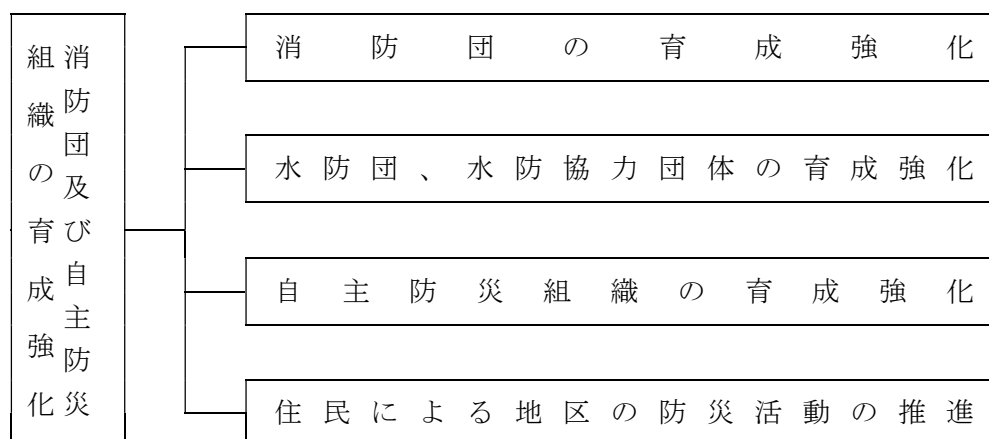 消防団及び自主防災
組織の育成強化
消防団の育成強化
水防団、水防協力団体の育成強化
自主防災組織の育成強化
住民による地区の防災活動の推進